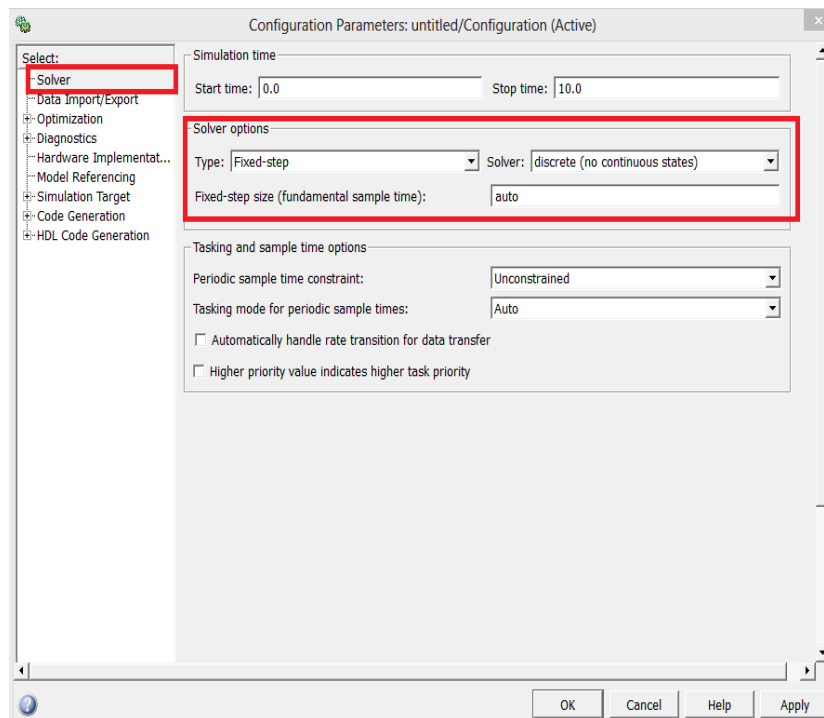 Configuration Parameters: untitled/Configuration (Active)
Select:
Solver
Data Import/Export
Optimization
Diagnostics
Hardware Implementat...
Model Referencing
Simulation Target
Code Generation
HDL Code Generation
Simulation time
Start time: 0.0 Stop time: 10.0
Solver options
Type: Fixed-step Solver: discrete (no continuous states)
Fixed-step size (fundamental sample time): auto
Tasking and sample time options
Periodic sample time constraint: Unconstrained
Tasking mode for periodic sample times: Auto
Automatically handle rate transition for data transfer
Higher priority value indicates higher task priority
OK Cancel Help Apply